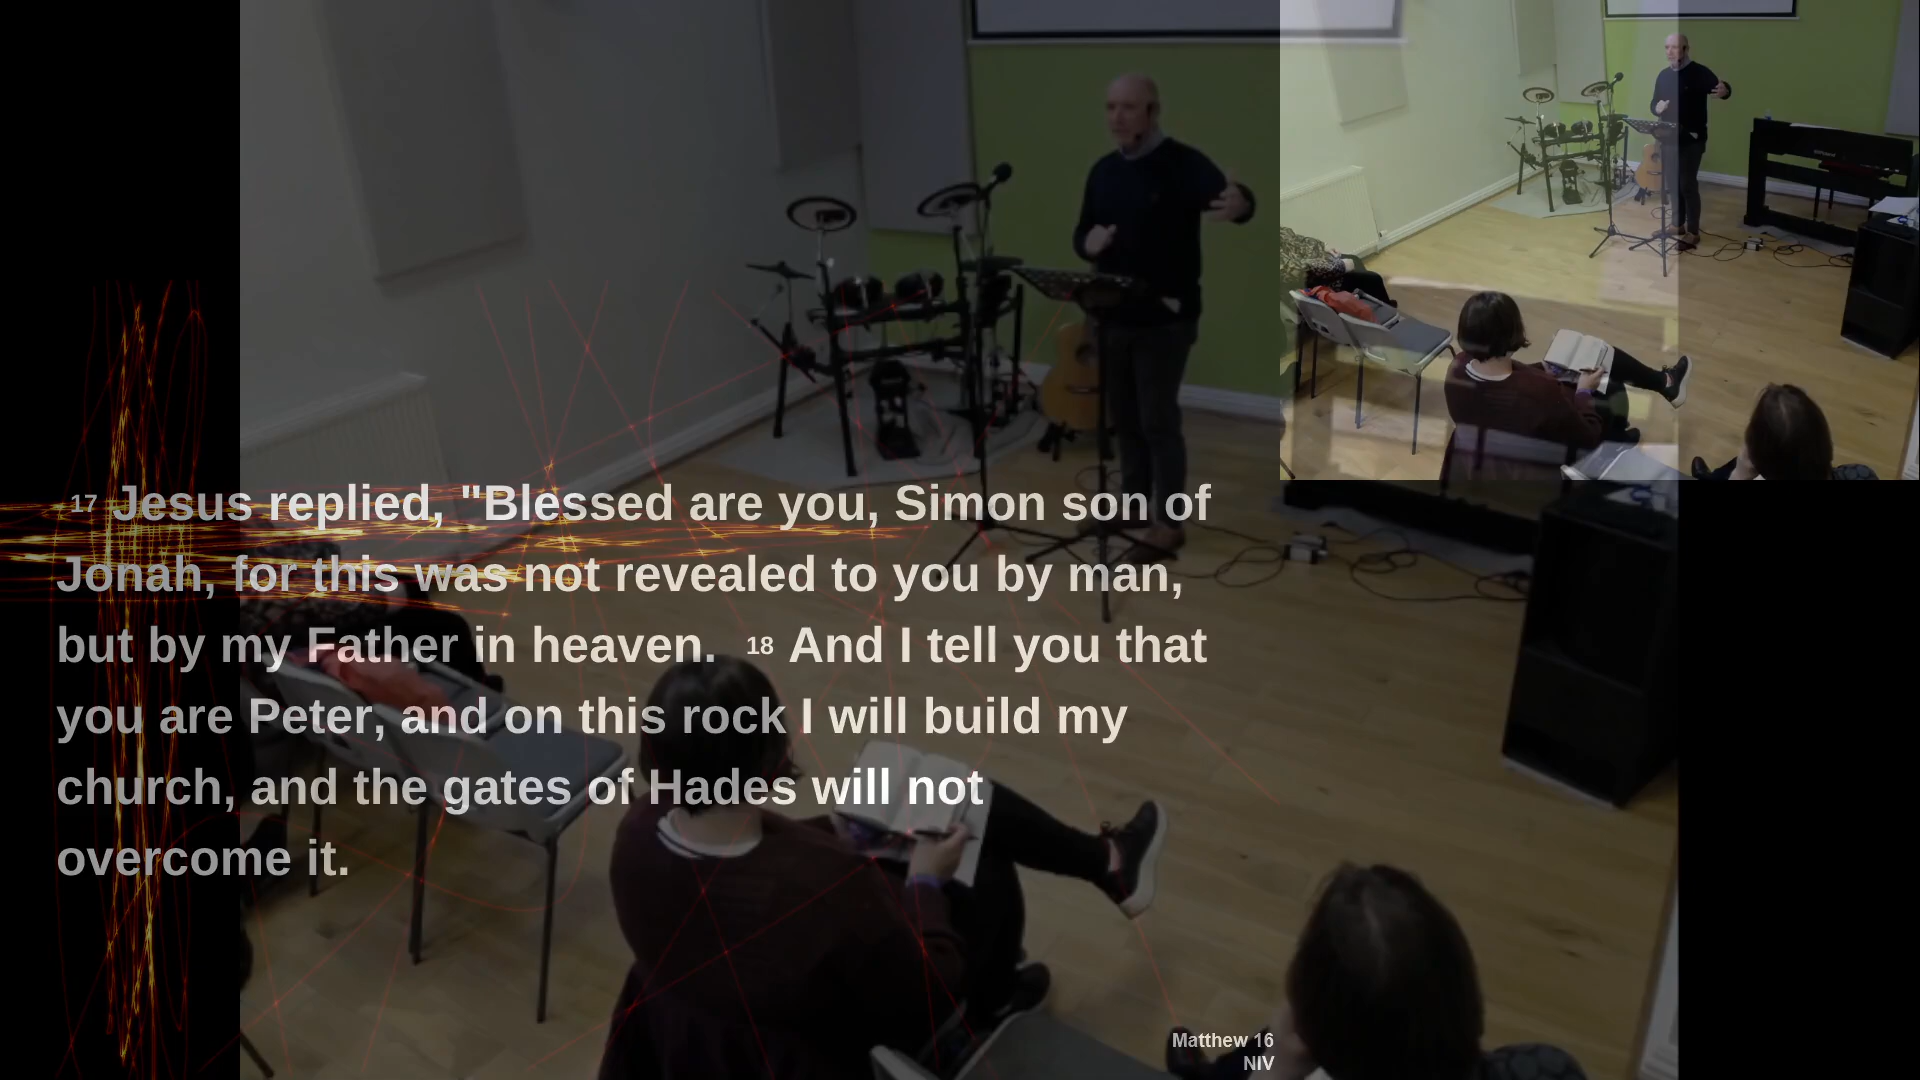 17 Jesus replied, "Blessed are you, Simon son of
Jonah, for this was not revealed to you by man,
but by my Father in heaven. 18 And I tell you that
you are Peter, and on this rock I will build my
church, and the gates of Hades will not
overcome it.
Matthew 16
NIV